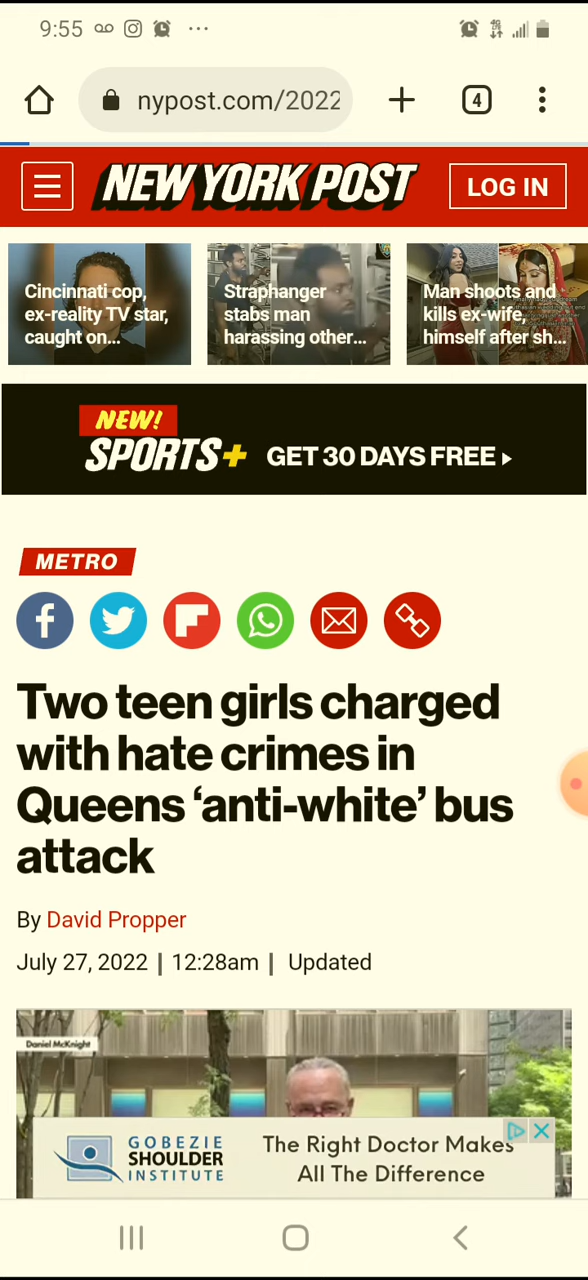 9:55
nypost.com/2022
4
NEW YORK POST
LOG IN
Cincinnati cop,
ex-reality TV star,
caught on...
Straphanger
stabs man
harassing other...
Man shoots and
kills ex-wife,
himself after sh...
NEW!
SPORTS+ GET 30 DAYS FREE
METRO
Two teen girls charged
with hate crimes in
Queens ‘anti-white’ bus
attack
By David Propper
July 27, 2022 | 12:28am | Updated
Daniel McKnight
GOBEZIE
SHOULDER
INSTITUTE
The Right Doctor Makes
All The Difference